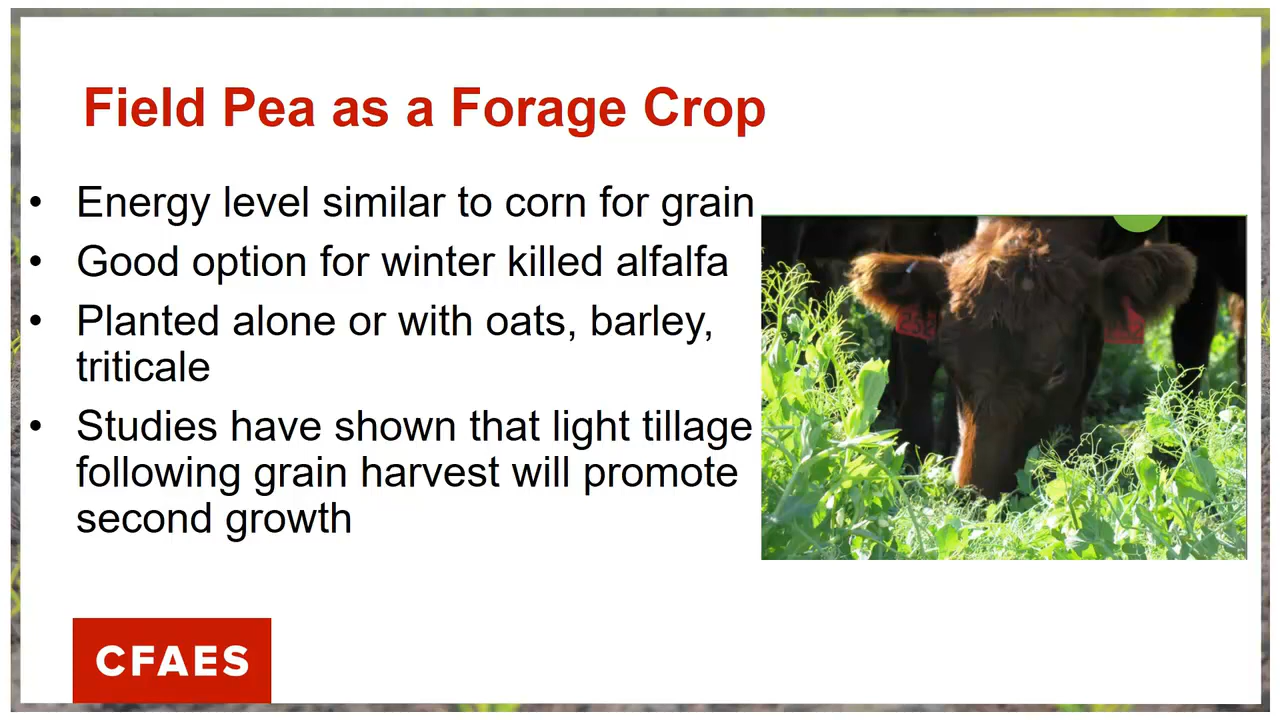 Field Pea as a Forage Crop
• Energy level similar to corn for grain
• Good option for winter killed alfalfa
• Planted alone or with oats, barley,
triticale
• Studies have shown that light tillage
following grain harvest will promote
second growth
CFAES